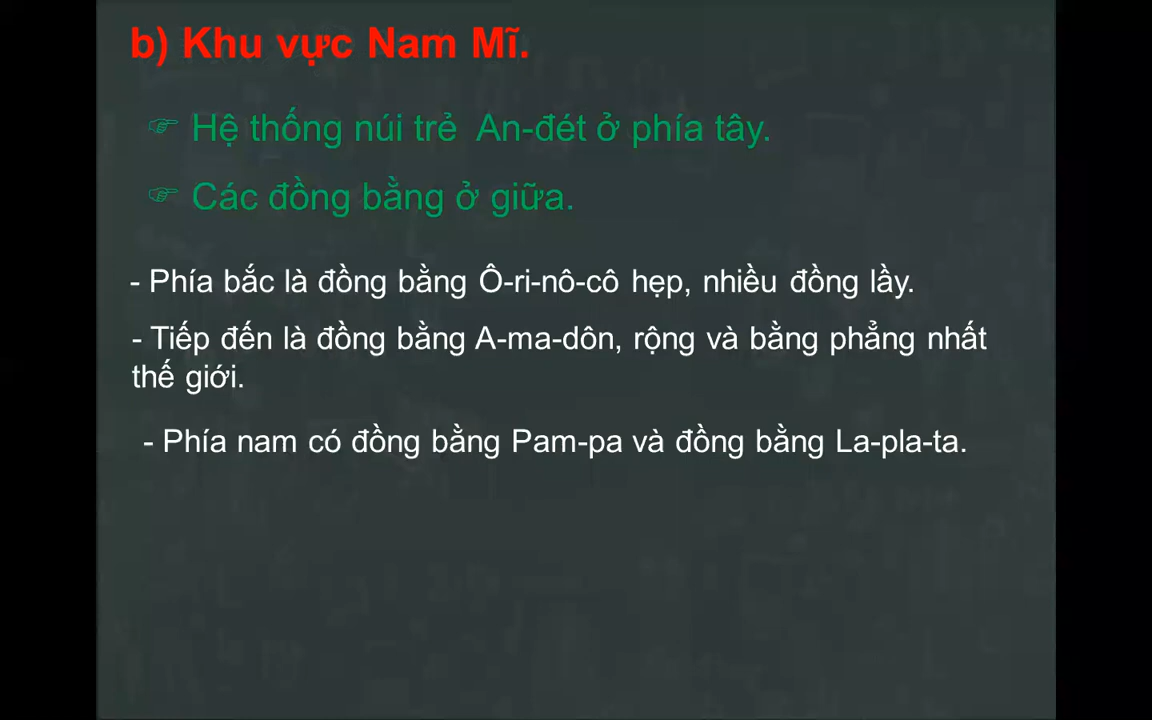 b) Khu vực Nam Mĩ.
☞ Hệ thống núi trẻ An-đét ở phía tây.
☞ Các đồng bằng ở giữa.
- Phía bắc là đồng bằng Ô-ri-nô-cô hẹp, nhiều đồng lầy.
- Tiếp đến là đồng bằng A-ma-dôn, rộng và bằng phẳng nhất
thế giới.
- Phía nam có đồng bằng Pam-pa và đồng bằng La-pla-ta.